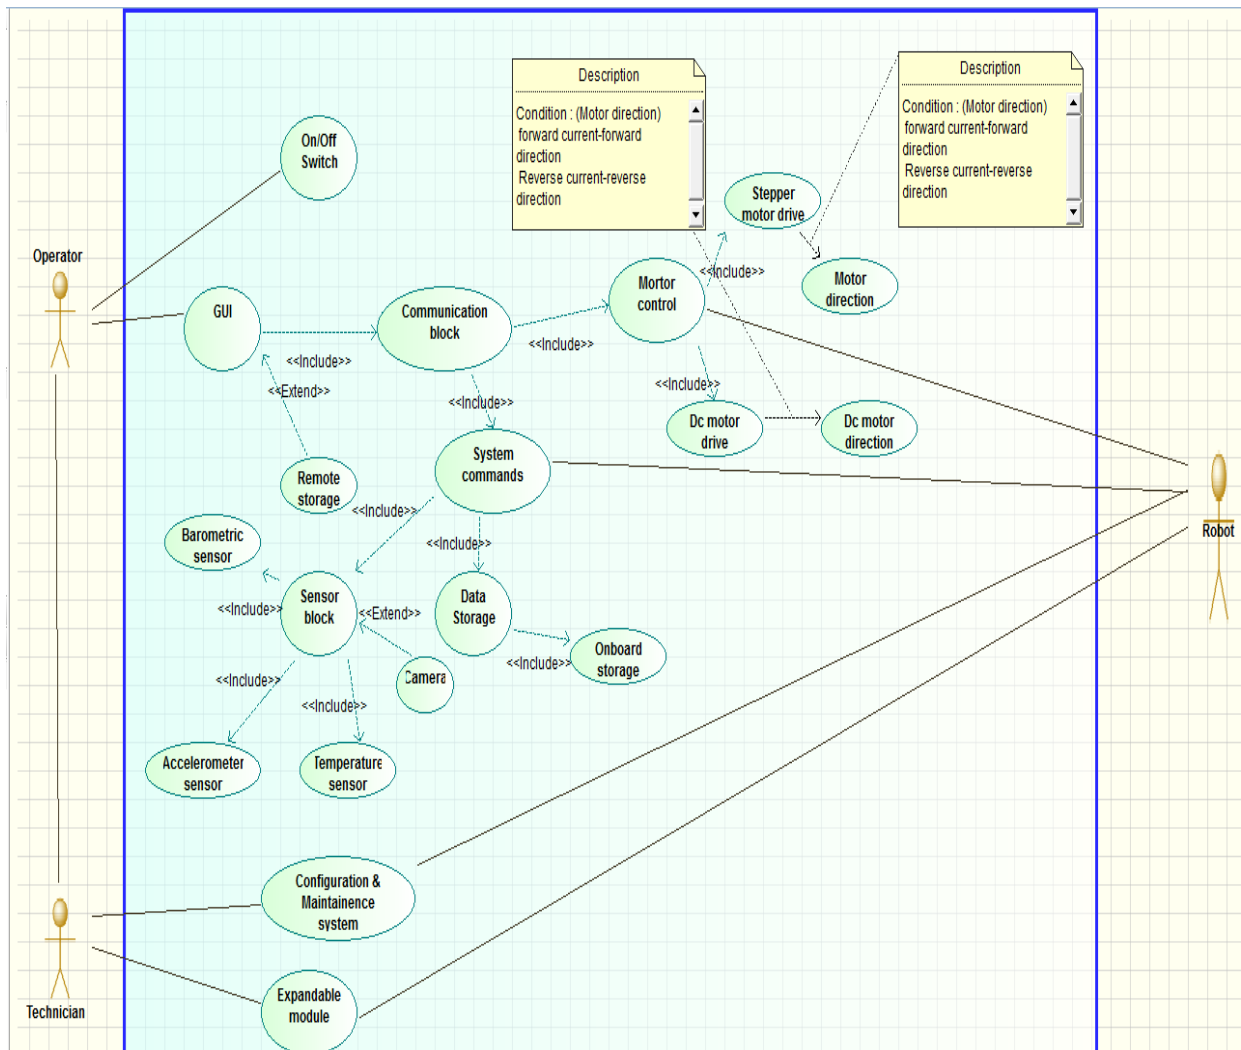 Description
Condition : (Motor direction)
forward current-forward
direction
Reverse current-reverse
direction
Description
Condition : (Motor direction)
forward current-forward
direction
Reverse current-reverse
direction
On/Off
Switch
Stepper
motor drive
Operator
Motor
direction
Mortor
control
<<Include>>
GUI
Communication
block
<<Include>>
<<Include>>
<<Extend>>
<<Include>>
<<Include>>
Dc motor
drive
Dc motor
direction
System
commands
Remote
storage
<<Include>>
Robot
Barometric
sensor
<<Include>>
Sensor
block
<<Include>>
<<Extend>>
Data
Storage
Onboard
storage
<<Include>>
Camera
<<Include>>
<<Include>>
Accelerometer
sensor
Temperature
sensor
Configuration &
Maintainence
system
Technician
Expandable
module